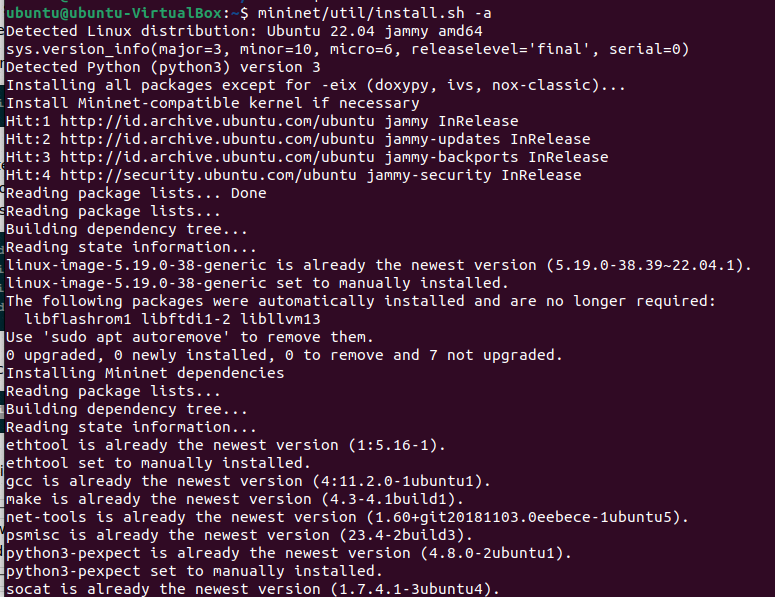 ubuntu@ubuntu-VirtualBox:~$ mininet/util/install.sh -a
Detected Linux distribution: Ubuntu 22.04 jammy amd64
sys.version_info(major=3, minor=10, micro=6, releaselevel='final', serial=0)
Detected Python (python3) version 3
Installing all packages except for -eix (doxypy, ivs, nox-classic)...
Install Mininet-compatible kernel if necessary
Hit:1 http://id.archive.ubuntu.com/ubuntu jammy InRelease
Hit:2 http://id.archive.ubuntu.com/ubuntu jammy-updates InRelease
Hit:3 http://id.archive.ubuntu.com/ubuntu jammy-backports InRelease
Hit:4 http://security.ubuntu.com/ubuntu jammy-security InRelease
Reading package lists... Done
Reading package lists...
Building dependency tree...
Reading state information...
linux-image-5.19.0-38-generic is already the newest version (5.19.0-38.39~22.04.1).
linux-image-5.19.0-38-generic set to manually installed.
The following packages were automatically installed and are no longer required:
  libflashrom1 libftdi1-2 libllvm13
Use 'sudo apt autoremove' to remove them.
0 upgraded, 0 newly installed, 0 to remove and 7 not upgraded.
Installing Mininet dependencies
Reading package lists...
Building dependency tree...
Reading state information...
ethtool is already the newest version (1:5.16-1).
ethtool set to manually installed.
gcc is already the newest version (4:11.2.0-1ubuntu1).
make is already the newest version (4.3-4.1build1).
net-tools is already the newest version (1.60+git20181103.0eebece-1ubuntu5).
psmisc is already the newest version (23.4-2build3).
python3-pexpect is already the newest version (4.8.0-2ubuntu1).
python3-pexpect set to manually installed.
socat is already the newest version (1.7.4.1-3ubuntu4).